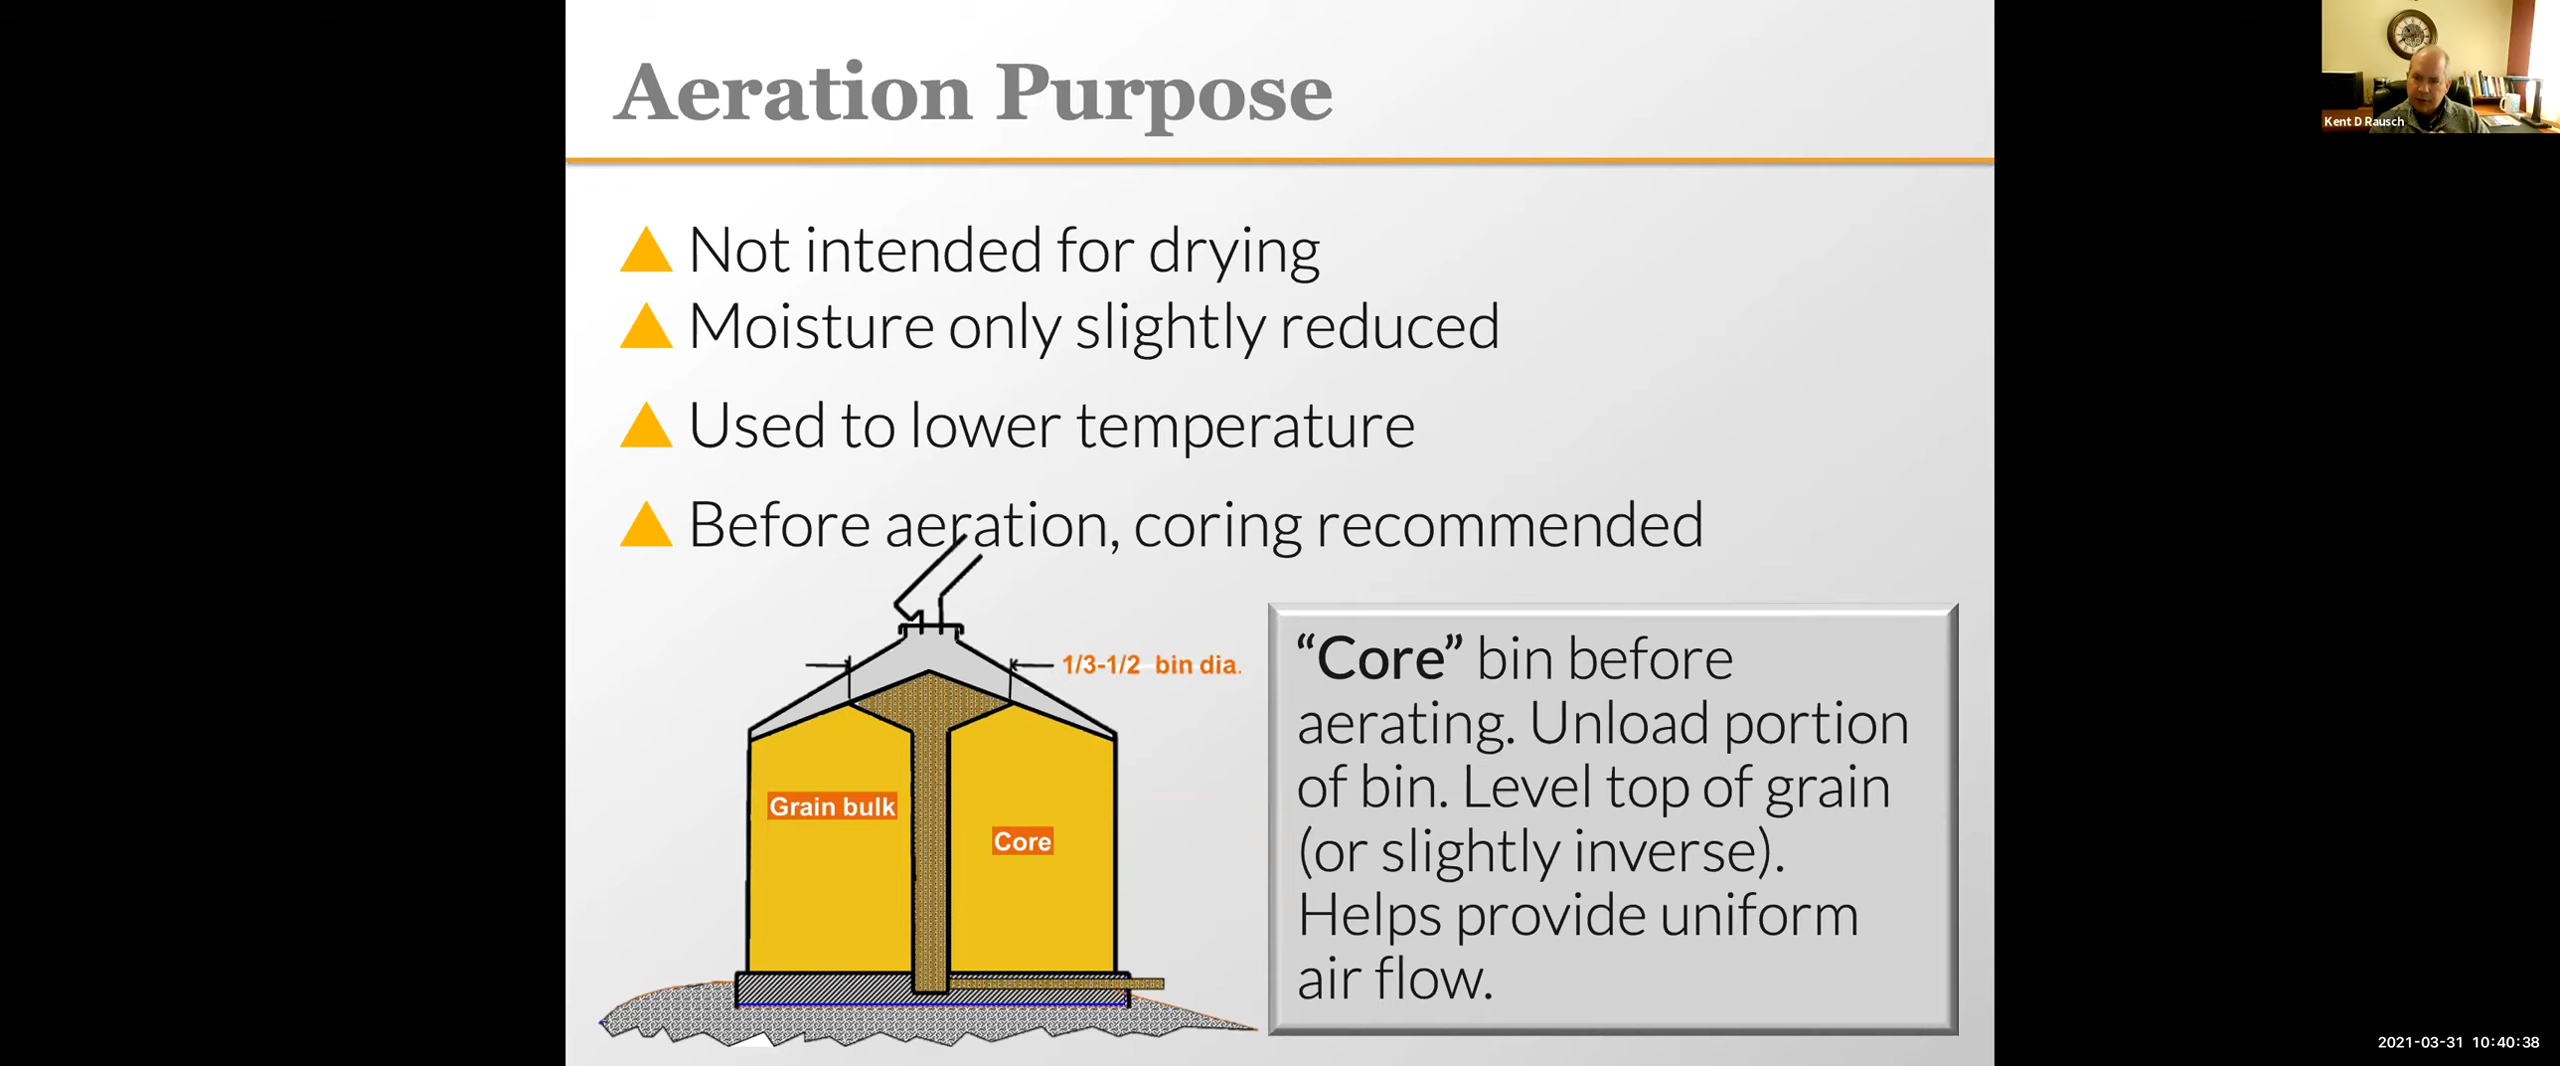 Aeration Purpose
Kent D Rausch
Not intended for drying
Moisture only slightly reduced
Used to lower temperature
Before aeration, coring recommended
1/3-1/2 bin dia.
Grain bulk
Core
“Core” bin before
aerating. Unload portion
of bin. Level top of grain
(or slightly inverse).
Helps provide uniform
air flow.
2021-03-31 10:40:38